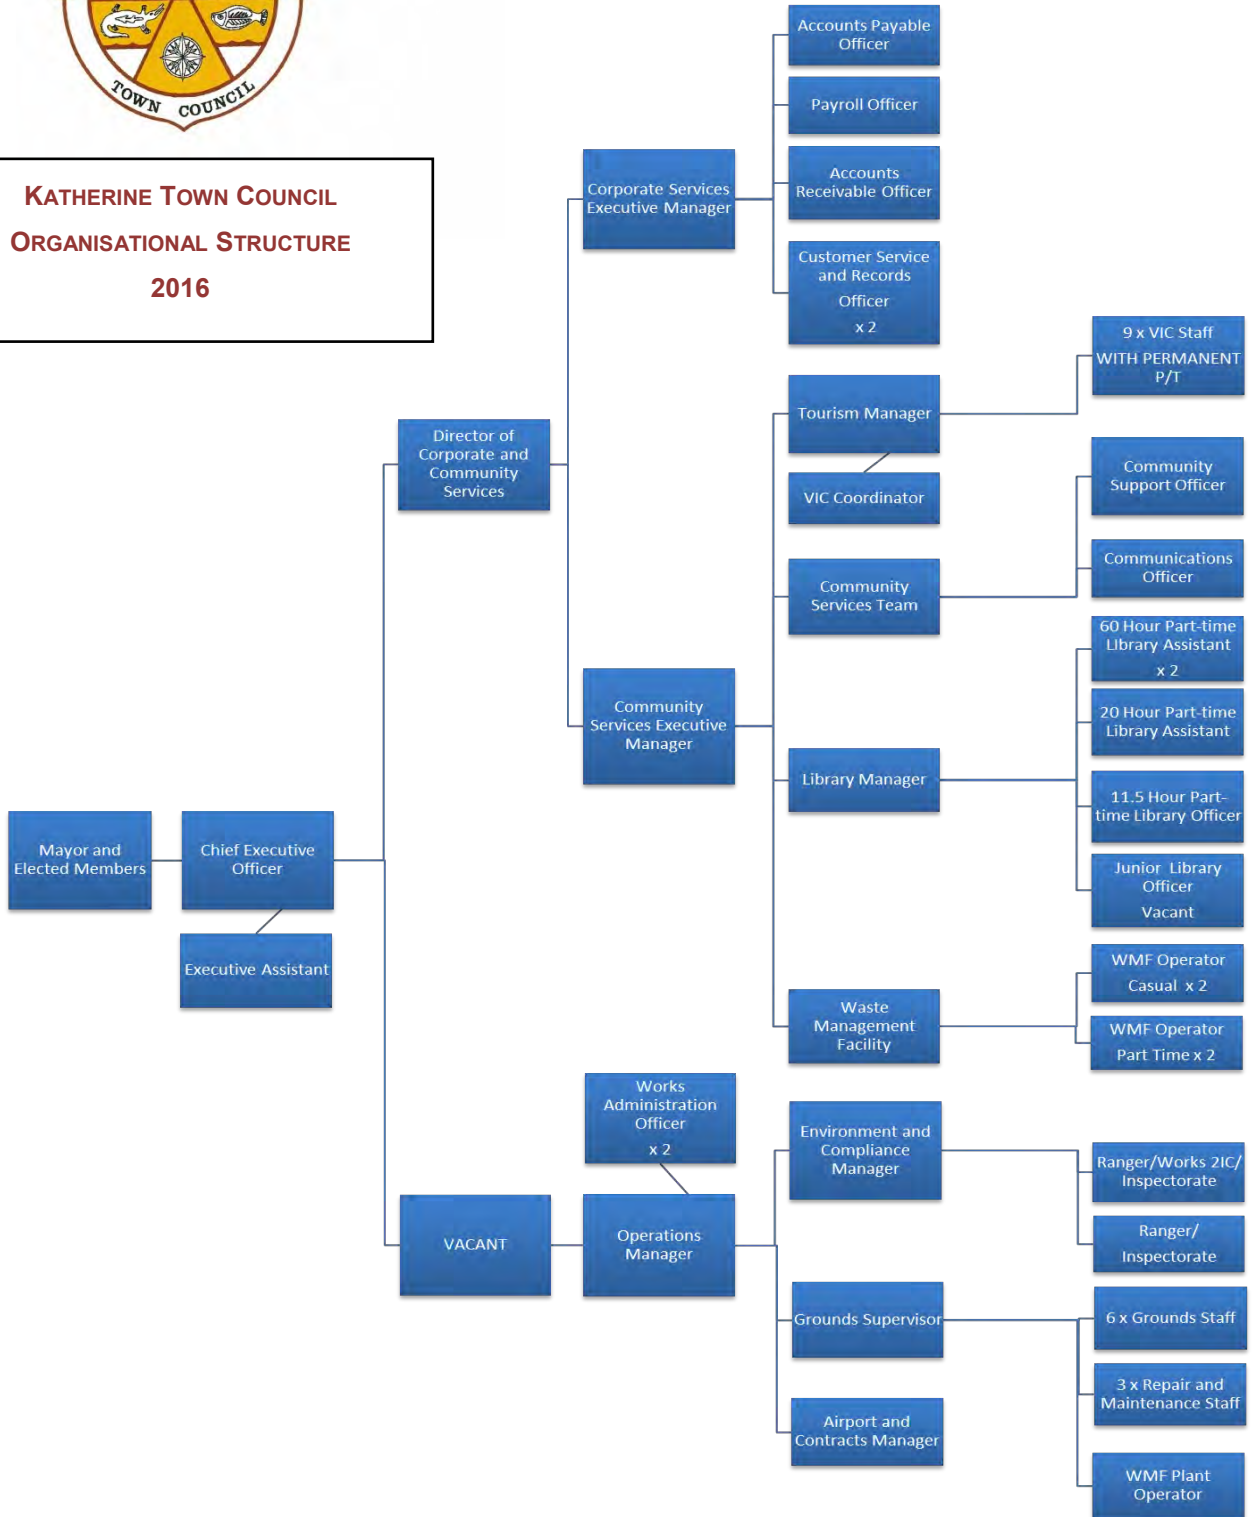 TOWN COUNCIL
KATHERINE TOWN COUNCIL
ORGANISATIONAL STRUCTURE
2016
Accounts Payable
Officer
Payroll Officer
Accounts
Receivable Officer
Customer Service
and Records
Officer
x 2
Corporate Services
Executive Manager
Director of
Corporate and
Community
Services
Tourism Manager
VIC Coordinator
9 x VIC Staff
WITH PERMANENT
P/T
Community
Services Team
Community
Support Officer
Communications
Officer
Community
Services Executive
Manager
Library Manager
60 Hour Part-time
Library Assistant
x 2
20 Hour Part-time
Library Assistant
11.5 Hour Part-
time Library Officer
Junior Library
Officer
Vacant
Mayor and
Elected Members
Chief Executive
Officer
Executive Assistant
Waste
Management
Facility
WMF Operator
Casual x 2
WMF Operator
Part Time x 2
Works
Administration
Officer
x 2
VACANT
Operations
Manager
Environment and
Compliance
Manager
Ranger/Works 2IC/
Inspectorate
Ranger/
Inspectorate
Grounds Supervisor
6 x Grounds Staff
3 x Repair and
Maintenance Staff
WMF Plant
Operator
Airport and
Contracts Manager